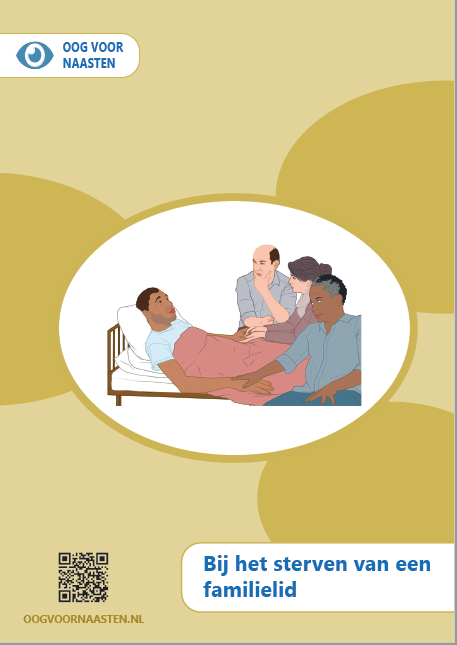 OOG VOOR
NAASTEN
Bij het sterven van een
familielid
OOGVOORNAASTEN.NL